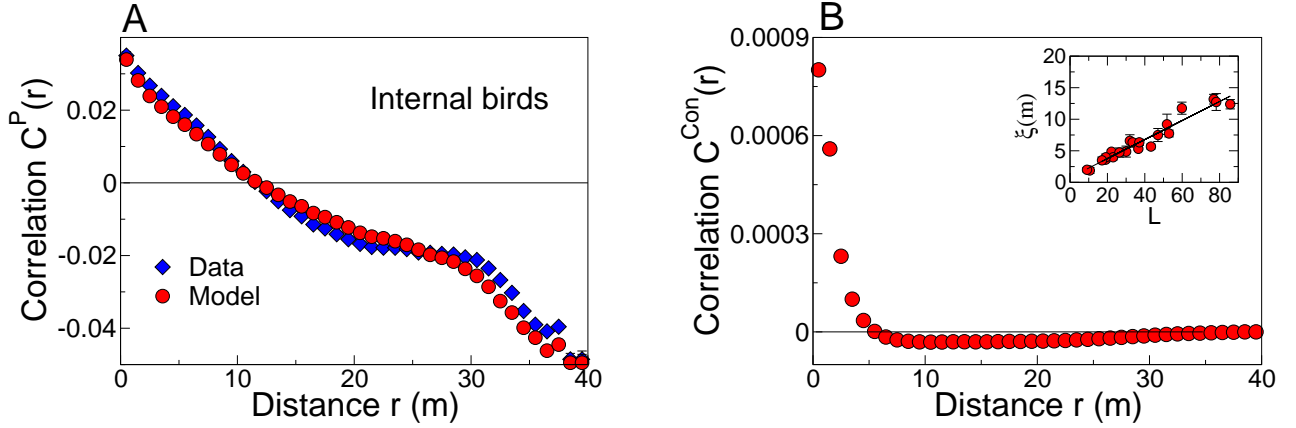 A
Correlation C^P(r)
0.02
0
-0.02
-0.04
Internal birds
Data
Model
0
10
20
30
40
Distance r (m)
B
Correlation C^Con(r)
0.0009
0.0006
0.0003
0
0
10
20
30
40
Distance r (m)
ξ(m)
20
15
10
5
0
0
20
40
60
80
L